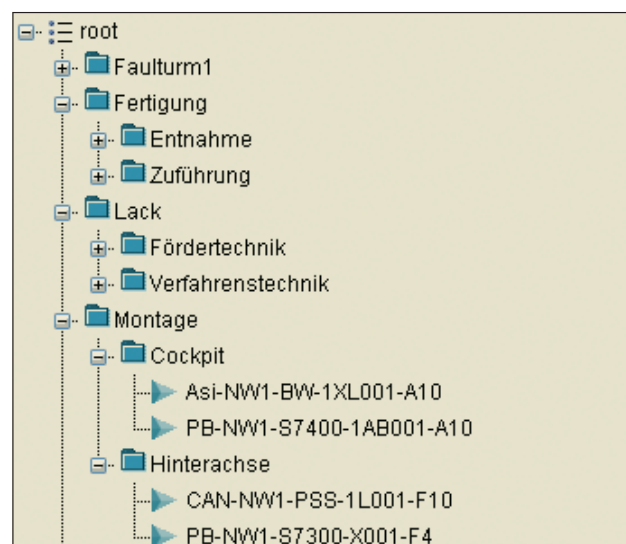 root
Faulturm1
Fertigung
Entnahme
Zuführung
Lack
Fördertechnik
Verfahrenstechnik
Montage
Cockpit
Asi-NW1-BW-1XL001-A10
PB-NW1-S7400-1AB001-A10
Hinterachse
CAN-NW1-PSS-1L001-F10
PB-NW1-S7300-X001-F4